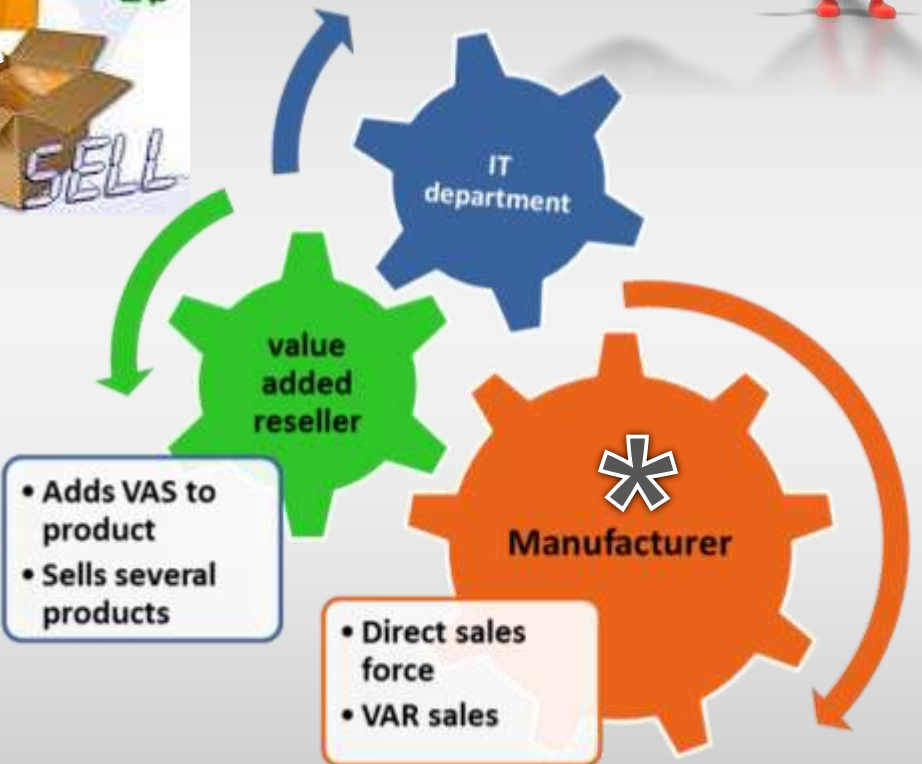 SELL
IT
department
value
added
reseller
• Adds VAS to
product
• Sells several
products
*
Manufacturer
• Direct sales
force
• VAR sales